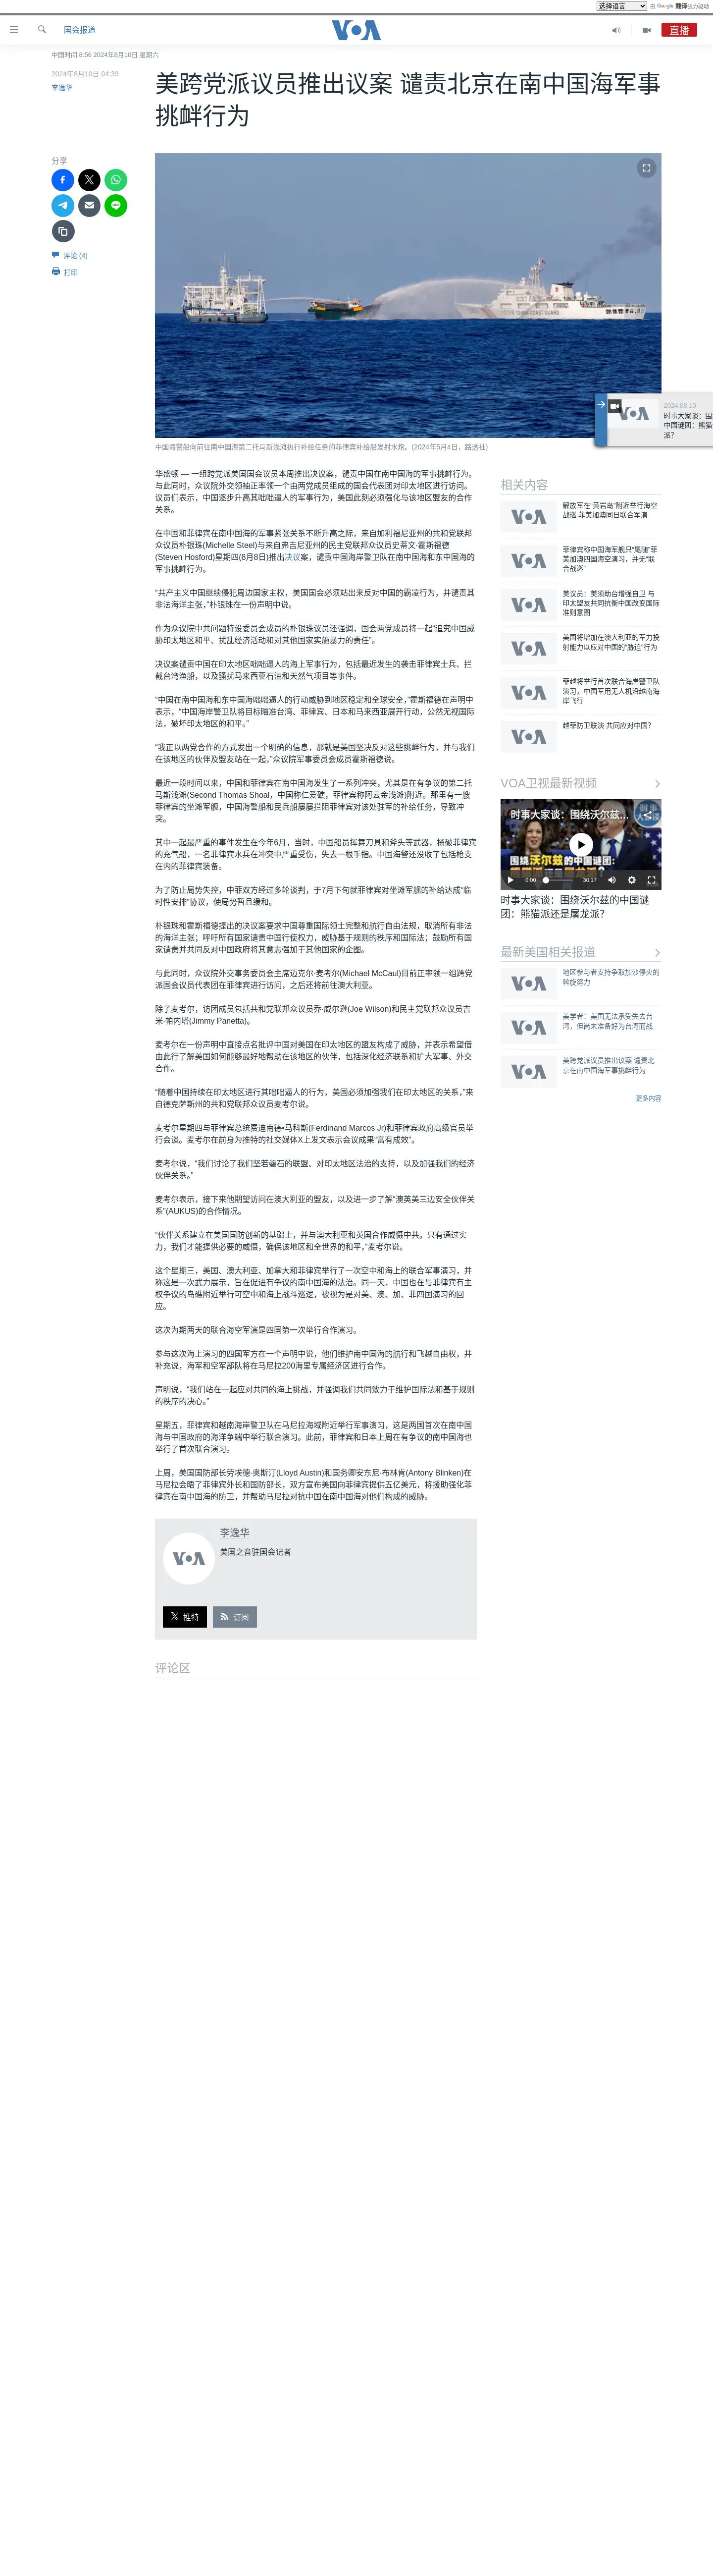 选择语言
由 Google 翻译强力驱动
国会报道
VOA
直播
中国时间 8:56 2024年8月10日 星期六
2024年8月10日 04:39
李逸华
美跨党派议员推出议案 谴责北京在南中国海军事
挑衅行为
分享
评论 (4)
打印
CHINA COAST GUARD
中国海警船向前往南中国海第二托马斯浅滩执行补给任务的菲律宾补给船发射水炮。(2024年5月4日，路透社)
2024.08.10
时事大家谈：围
中国谜团：熊猫
派？
华盛顿 — 一组跨党派美国国会议员本周推出决议案，谴责中国在南中国海的军事挑衅行为。
与此同时，众议院外交领袖正率领一个由两党成员组成的国会代表团对印太地区进行访问。
议员们表示，中国逐步升高其咄咄逼人的军事行为，美国此刻必须强化与该地区盟友的合作
关系。
在中国和菲律宾在南中国海的军事紧张关系不断升高之际，来自加利福尼亚州的共和党联邦
众议员朴银珠(Michelle Steel)与来自弗吉尼亚州的民主党联邦众议员史蒂文·霍斯福德
(Steven Hosford)星期四(8月8日)推出决议案，谴责中国海岸警卫队在南中国海和东中国海的
军事挑衅行为。
“共产主义中国继续侵犯周边国家主权，美国国会必须站出来反对中国的霸凌行为，并谴责其
非法海洋主张，”朴银珠在一份声明中说。
作为众议院中共问题特设委员会成员的朴银珠议员还强调，国会两党成员将一起“追究中国威
胁印太地区和平、扰乱经济活动和对其他国家实施暴力的责任”。
决议案谴责中国在印太地区咄咄逼人的海上军事行为，包括最近发生的袭击菲律宾士兵、拦
截台湾渔船，以及骚扰马来西亚石油和天然气项目等事件。
“中国在南中国海和东中国海咄咄逼人的行动威胁到地区稳定和全球安全，”霍斯福德在声明中
表示，“中国海岸警卫队将目标瞄准台湾、菲律宾、日本和马来西亚展开行动，公然无视国际
法，破坏印太地区的和平。”
“我正以两党合作的方式发出一个明确的信息，那就是美国坚决反对这些挑衅行为，并与我们
在该地区的伙伴及盟友站在一起，”众议院军事委员会成员霍斯福德说。
最近一段时间以来，中国和菲律宾在南中国海发生了一系列冲突，尤其是在有争议的第二托
马斯浅滩(Second Thomas Shoal，中国称仁爱礁，菲律宾称阿云金浅滩)附近。那里有一艘
菲律宾的坐滩军舰，中国海警船和民兵船屡屡拦阻菲律宾对该处驻军的补给任务，导致冲
突。
其中一起最严重的事件发生在今年6月，当时，中国船员挥舞刀具和斧头等武器，捅破菲律宾
的充气船，一名菲律宾水兵在冲突中严重受伤，失去一根手指。中国海警还没收了包括枪支
在内的菲律宾装备。
为了防止局势失控，中菲双方经过多轮谈判，于7月下旬就菲律宾对坐滩军舰的补给达成“临
时性安排”协议，使局势暂且缓和。
朴银珠和霍斯福德提出的决议案要求中国尊重国际领土完整和航行自由法规，取消所有非法
的海洋主张；呼吁所有国家谴责中国行使权力，威胁基于规则的秩序和国际法；鼓励所有国
家谴责并共同反对中国政府将其意志强加于其他国家的企图。
与此同时，众议院外交事务委员会主席迈克尔·麦考尔(Michael McCaul)目前正率领一组跨党
派国会议员代表团在菲律宾进行访问，之后还将前往澳大利亚。
除了麦考尔，访团成员包括共和党联邦众议员乔·威尔逊(Joe Wilson)和民主党联邦众议员吉
米·帕内塔(Jimmy Panetta)。
麦考尔在一份声明中直接点名批评中国对美国在印太地区的盟友构成了威胁，并表示希望借
由此行了解美国如何能够最好地帮助在该地区的伙伴，包括深化经济联系和扩大军事、外交
合作。
“随着中国持续在印太地区进行其咄咄逼人的行为，美国必须加强我们在印太地区的关系，”来
自德克萨斯州的共和党联邦众议员麦考尔说。
麦考尔星期四与菲律宾总统费迪南德•马科斯(Ferdinand Marcos Jr)和菲律宾政府高级官员举
行会谈。麦考尔在前身为推特的社交媒体X上发文表示会议成果“富有成效”。
麦考尔说，“我们讨论了我们坚若磐石的联盟、对印太地区法治的支持，以及加强我们的经济
伙伴关系。”
麦考尔表示，接下来他期望访问在澳大利亚的盟友，以及进一步了解“澳英美三边安全伙伴关
系”(AUKUS)的合作情况。
“伙伴关系建立在美国国防创新的基础上，并与澳大利亚和英国合作威慑中共。只有通过实
力，我们才能提供必要的威慑，确保该地区和全世界的和平，”麦考尔说。
这个星期三，美国、澳大利亚、加拿大和菲律宾举行了一次空中和海上的联合军事演习，并
称这是一次武力展示，旨在促进有争议的南中国海的法治。同一天，中国也在与菲律宾有主
权争议的岛礁附近举行可空中和海上战斗巡逻，被视为是对美、澳、加、菲四国演习的回
应。
这次为期两天的联合海空军演是四国第一次举行合作演习。
参与这次海上演习的四国军方在一个声明中说，他们维护南中国海的航行和飞越自由权，并
补充说，海军和空军部队将在马尼拉200海里专属经济区进行合作。
声明说，“我们站在一起应对共同的海上挑战，并强调我们共同致力于维护国际法和基于规则
的秩序的决心。”
星期五，菲律宾和越南海岸警卫队在马尼拉海域附近举行军事演习，这是两国首次在南中国
海与中国政府的海洋争端中举行联合演习。此前，菲律宾和日本上周在有争议的南中国海也
举行了首次联合演习。
上周，美国国防部长劳埃德·奥斯汀(Lloyd Austin)和国务卿安东尼·布林肯(Antony Blinken)在
马尼拉会晤了菲律宾外长和国防部长，双方宣布美国向菲律宾提供五亿美元，将援助强化菲
律宾在南中国海的防卫，并帮助马尼拉对抗中国在南中国海对他们构成的威胁。
李逸华
美国之音驻国会记者
推特
订阅
评论区
相关内容
解放军在“黄岩岛”附近举行海空
战巡 菲美加澳同日联合军演
菲律宾称中国海军舰只“尾随”菲
美加澳四国海空演习，并无“联
合战巡”
美议员：美须助台增强自卫 与
印太盟友共同抗衡中国改变国际
准则意图
美国将增加在澳大利亚的军力投
射能力以应对中国的“胁迫”行为
菲越将举行首次联合海岸警卫队
演习，中国军用无人机沿越南海
岸飞行
越菲防卫联演 共同应对中国？
VOA卫视最新视频
时事大家谈：围绕沃尔兹…
围绕沃尔兹的中国谜团：
0:00
30:17
时事大家谈：围绕沃尔兹的中国谜
团：熊猫派还是屠龙派？
最新美国相关报道
地区参与者支持争取加沙停火的
斡旋努力
美学者：美国无法承受失去台
湾，但尚未准备好为台湾而战
美跨党派议员推出议案 谴责北
京在南中国海军事挑衅行为
更多内容